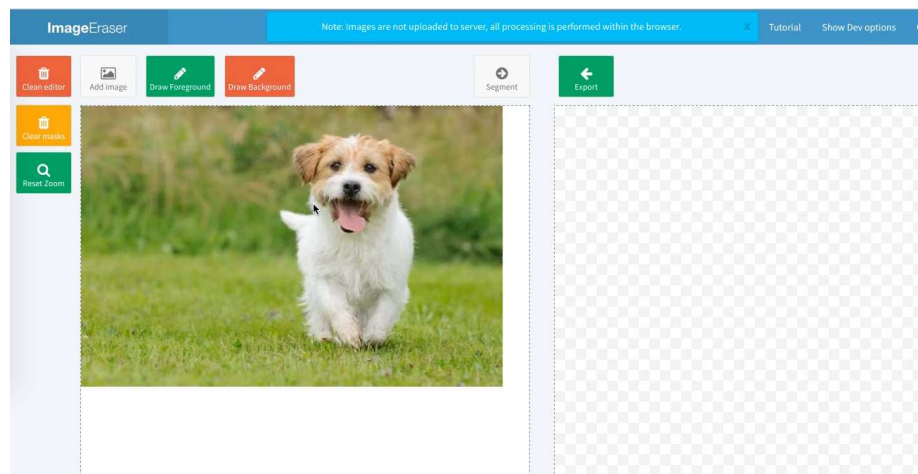 ImageEraser
Note: Images are not uploaded to server, all processing is performed within the browser.
X
Tutorial
Show Dev options
Clean editor
Add image
Draw Foreground
Draw Background
Segment
Export
Clear masks
Reset Zoom